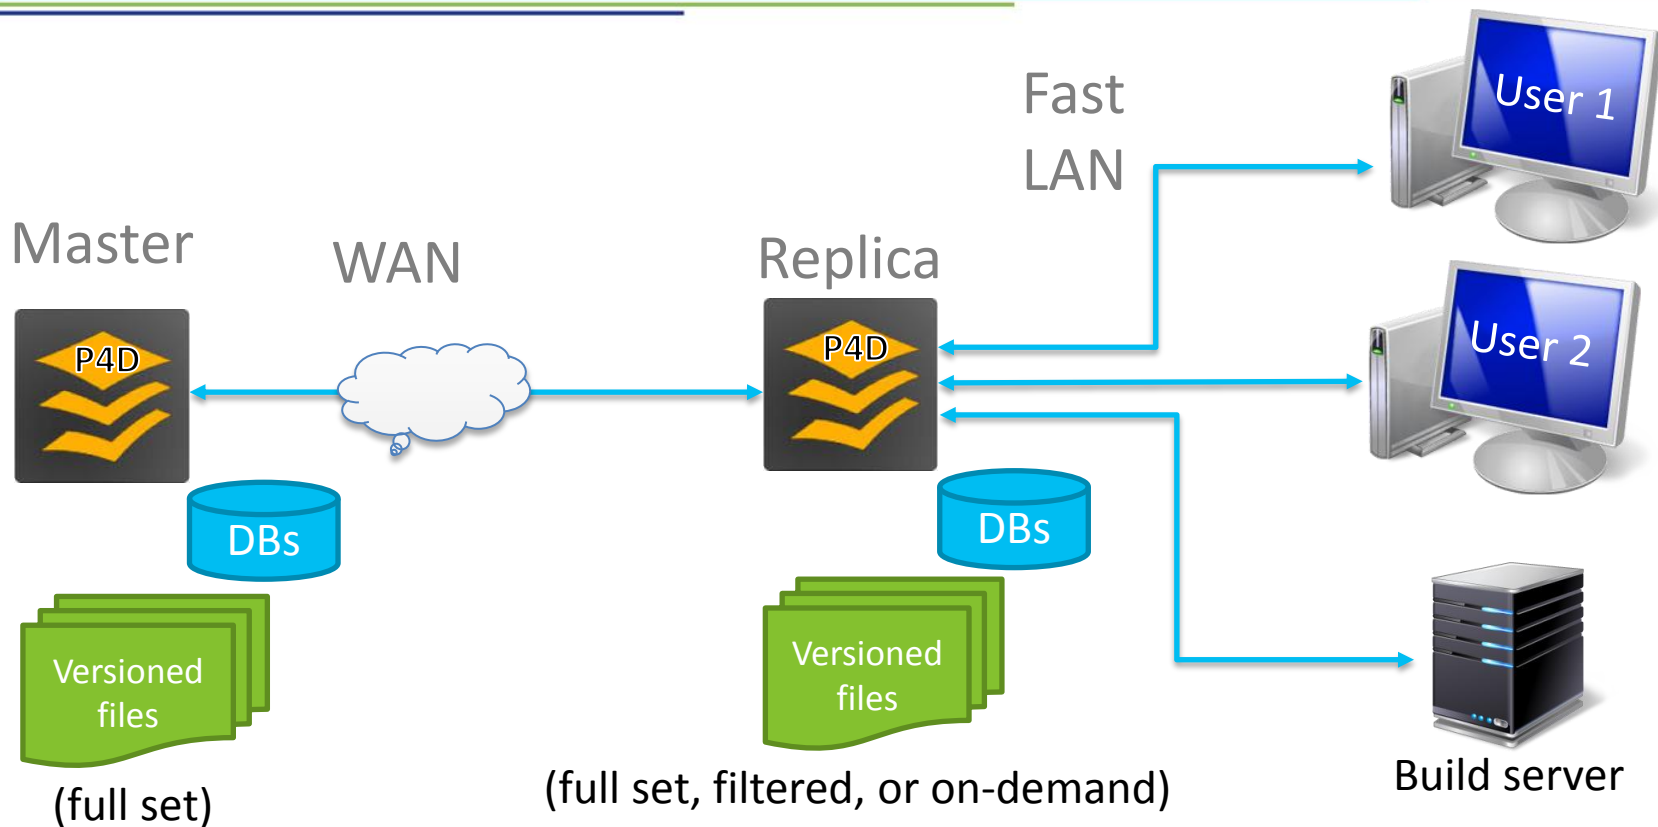 Fast
LAN
User 1
Master
WAN
Replica
User 2
P4D
P4D
DBs
DBs
Versioned
files
Versioned
files
(full set)
(full set, filtered, or on-demand)
Build server